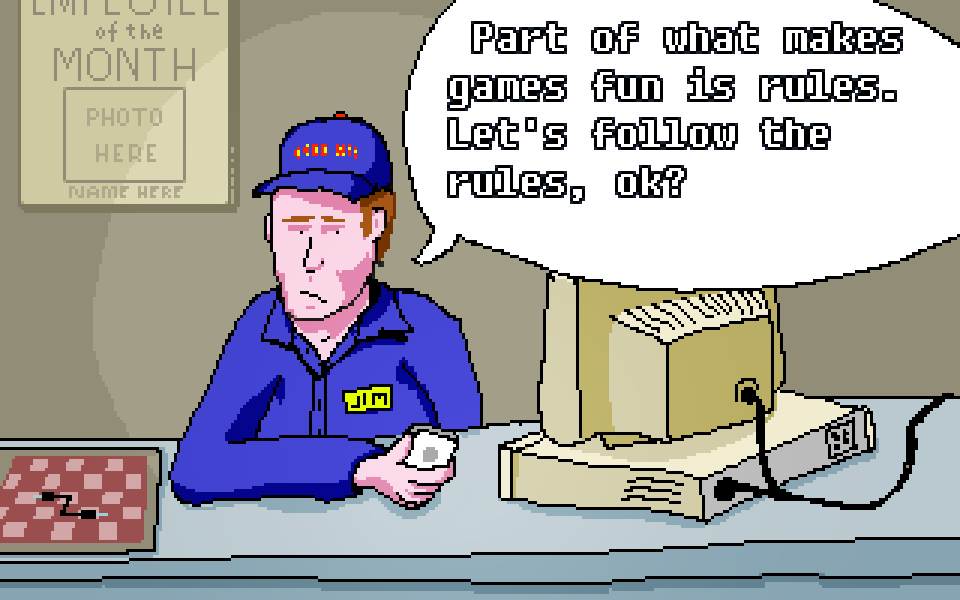 EMPLOYEE
of the
MONTH
PHOTO
HERE
NAME HERE
Part of what makes
games fun is rules.
Let's follow the
rules, ok?
JIM